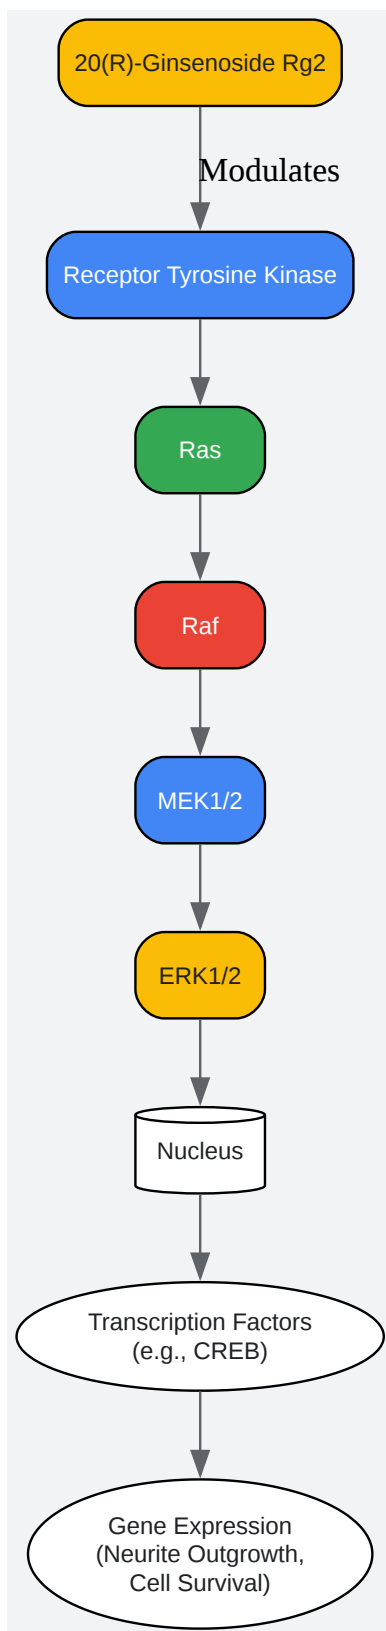 20(R)-Ginsenoside Rg2
Modulates
Receptor Tyrosine Kinase
Ras
Raf
MEK1/2
ERK1/2
Nucleus
Transcription Factors
(e.g., CREB)
Gene Expression
(Neurite Outgrowth,
Cell Survival)